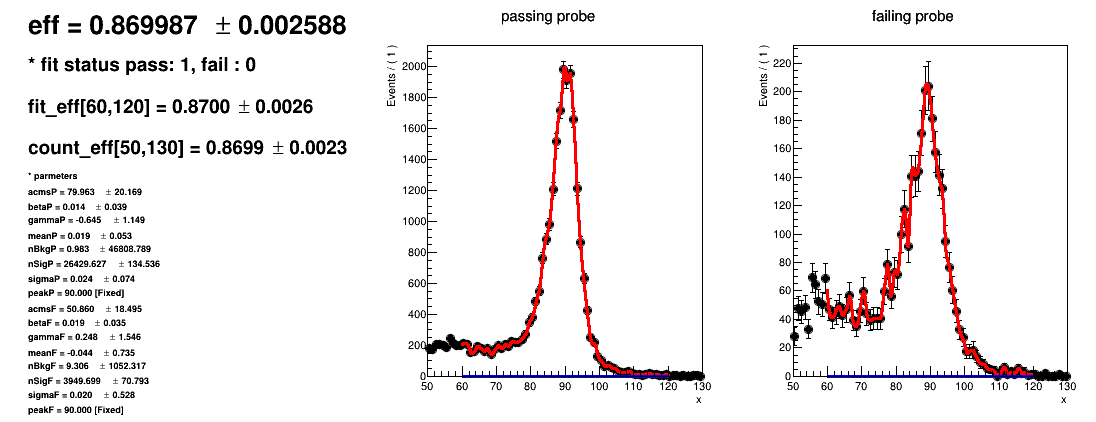 eff = 0.869987 ± 0.002588
* fit status pass: 1, fail : 0
fit_eff[60,120] = 0.8700 ± 0.0026
count_eff[50,130] = 0.8699 ± 0.0023
* parmeters
acmsP = 79.963 ± 20.169
betaP = 0.014 ± 0.039
gammaP = -0.645 ± 1.149
meanP = 0.019 ± 0.053
nBkgP = 0.983 ± 46808.789
nSigP = 26429.627 ± 134.536
sigmaP = 0.024 ± 0.074
peakP = 90.000 [Fixed]
acmsF = 50.860 ± 18.495
betaF = 0.019 ± 0.035
gammaF = 0.248 ± 1.546
meanF = -0.044 ± 0.735
nBkgF = 9.306 ± 1052.317
nSigF = 3949.699 ± 70.793
sigmaF = 0.020 ± 0.528
peakF = 90.000 [Fixed]
passing probe
Events / ( 1 )
2000
1800
1600
1400
1200
1000
800
600
400
200
0
50 60 70 80 90 100 110 120 130
x
failing probe
Events / ( 1 )
220
200
180
160
140
120
100
80
60
40
20
0
50 60 70 80 90 100 110 120 130
x